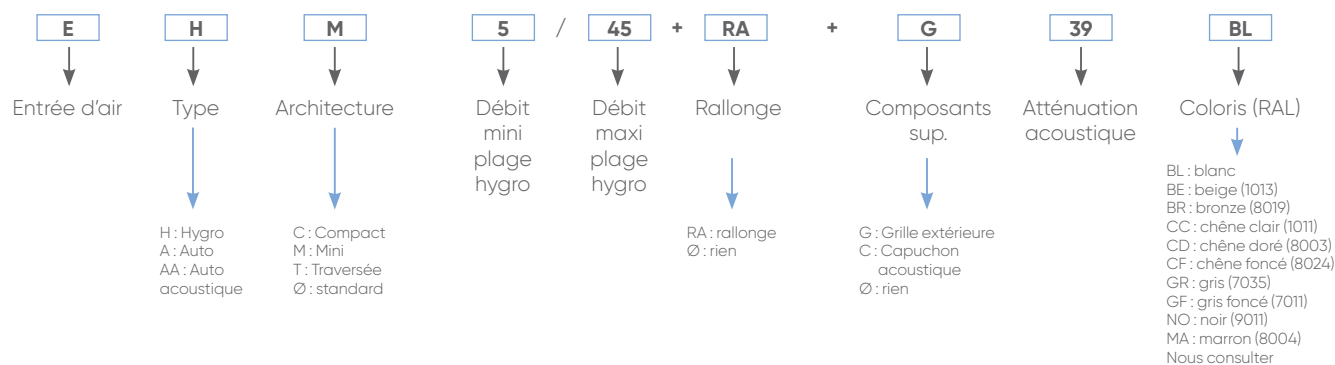 E H M 5 / 45 + RA + G 39 BL
Entrée d'air
Type
Architecture
Débit
mini
plage
hygro
Débit
maxi
plage
hygro
Rallonge
Composants
sup.
Atténuation
acoustique
Coloris (RAL)
H : Hygro
A : Auto
AA : Auto
acoustique
C : Compact
M : Mini
T : Traversée
Ø : standard
RA : rallonge
Ø : rien
G : Grille extérieure
C : Capuchon
acoustique
Ø : rien
BL : blanc
BE : beige (1013)
BR : bronze (8019)
CC : chêne clair (1011)
CD : chêne doré (8003)
CF : chêne foncé (8024)
GR : gris (7035)
GF : gris foncé (7011)
NO : noir (9011)
MA : marron (8004)
Nous consulter